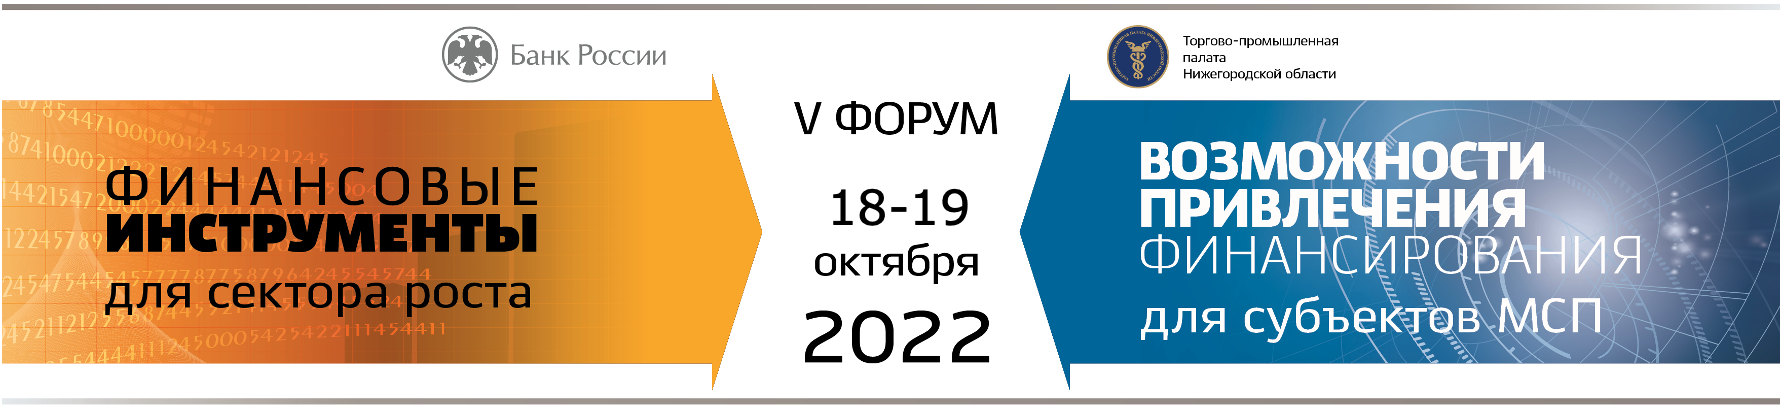 Банк России
Торгово-промышленная
палата
Нижегородской области
ФИНАНСОВЫЕ
ИНСТРУМЕНТЫ
для сектора роста
V ФОРУМ
18-19
октября
2022
ВОЗМОЖНОСТИ
ПРИВЛЕЧЕНИЯ
ФИНАНСИРОВАНИЯ
для субъектов МСП